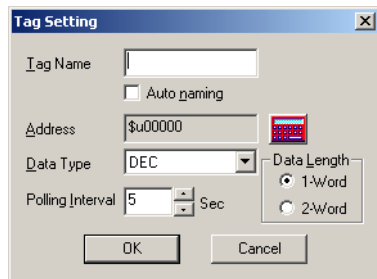 Tag Setting
Tag Name
Auto naming
Address $u00000
Data Type DEC Data Length
1-Word
Polling Interval 5 Sec
2-Word
OK Cancel